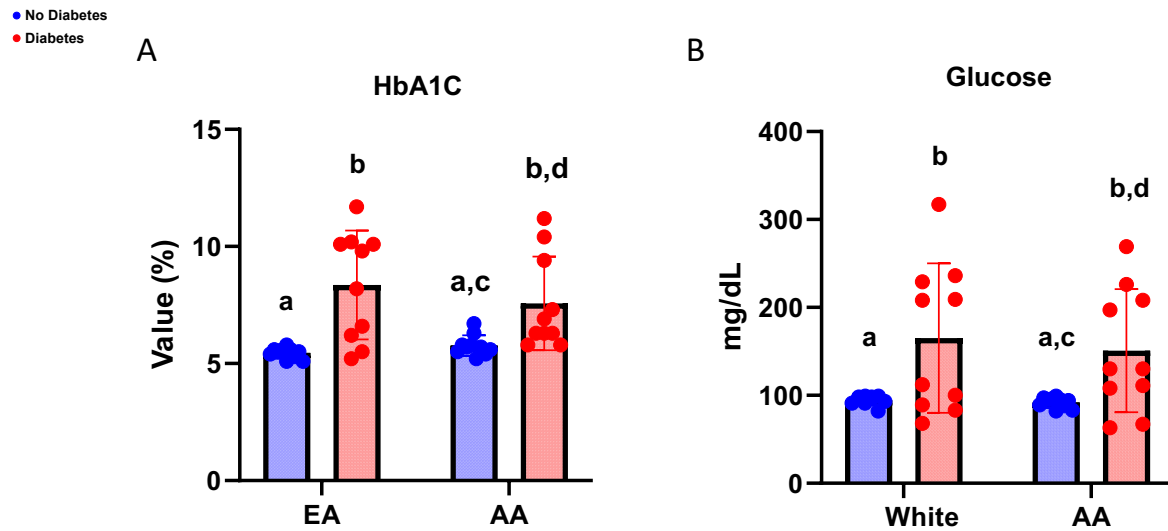 No Diabetes
Diabetes
A
HbA1C
Value (%)
15
10
5
0
a
b
a,c
b,d
EA
AA
B
Glucose
mg/dL
400
300
200
100
0
a
b
a,c
b,d
White
AA